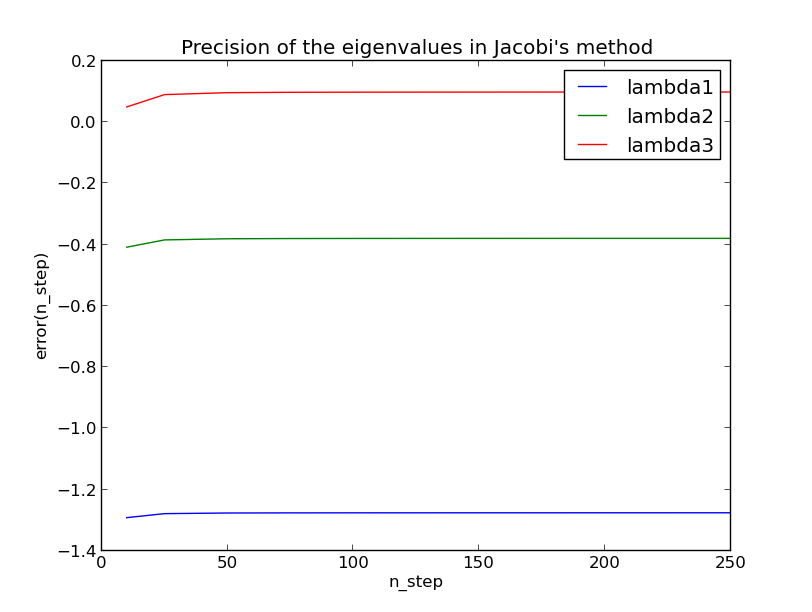 Precision of the eigenvalues in Jacobi's method
lambda1
lambda2
lambda3
0.2
0.0
−0.2
−0.4
−0.6
−0.8
−1.0
−1.2
−1.4
error(n_step)
0
50
100
150
200
250
n_step